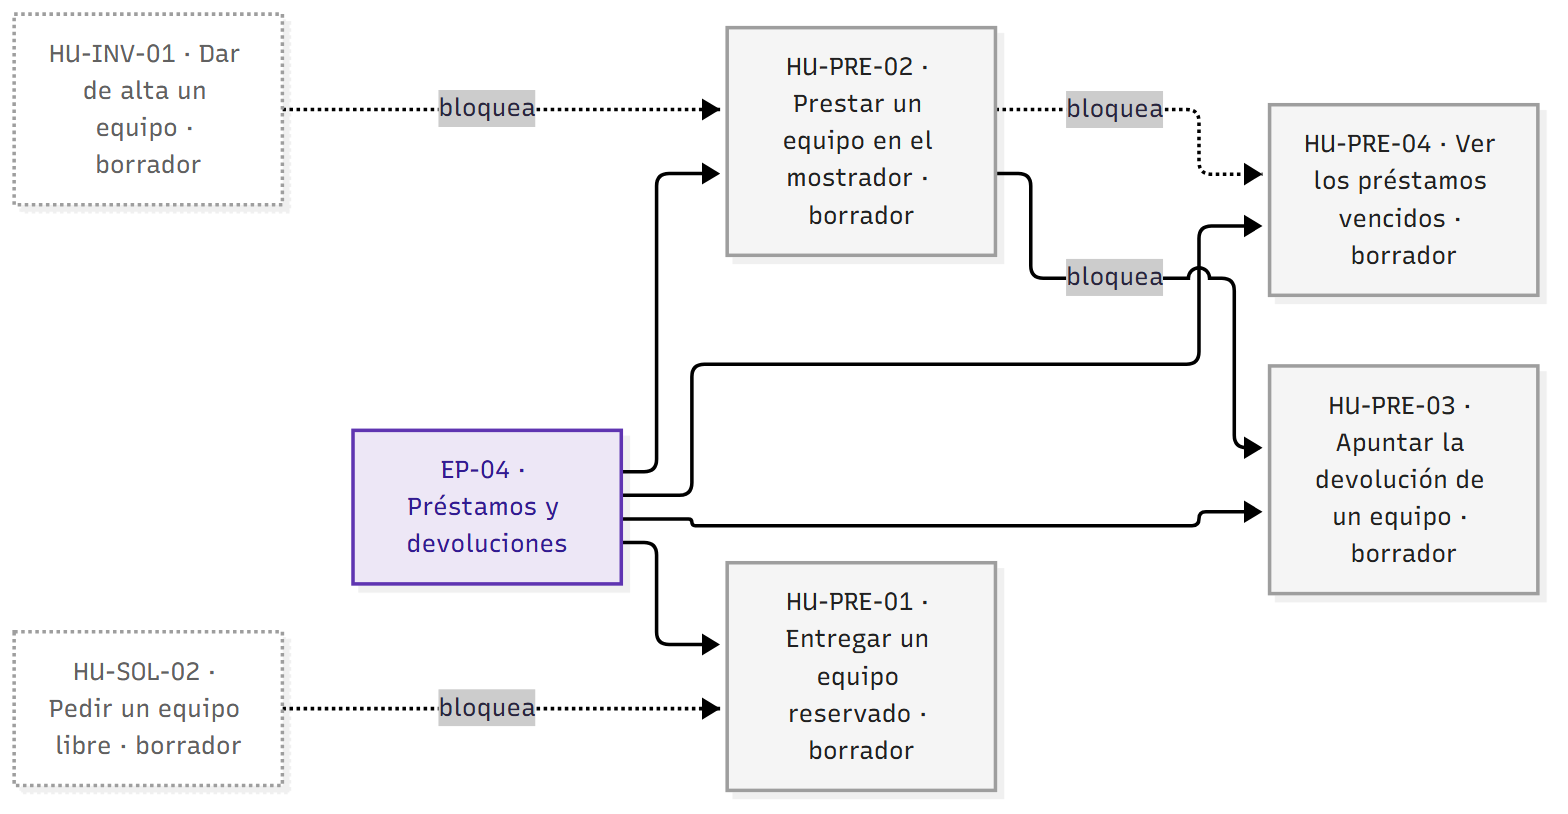 HU-INV-01 · Dar
de alta un
equipo ·
borrador
bloquea
HU-PRE-02 ·
Prestar un
equipo en el
mostrador ·
borrador
bloquea
bloquea
HU-PRE-04 · Ver
los préstamos
vencidos ·
borrador
EP-04 ·
Préstamos y
devoluciones
HU-PRE-03 ·
Apuntar la
devolución de
un equipo ·
borrador
HU-SOL-02 ·
Pedir un equipo
libre · borrador
bloquea
HU-PRE-01 ·
Entregar un
equipo
reservado ·
borrador